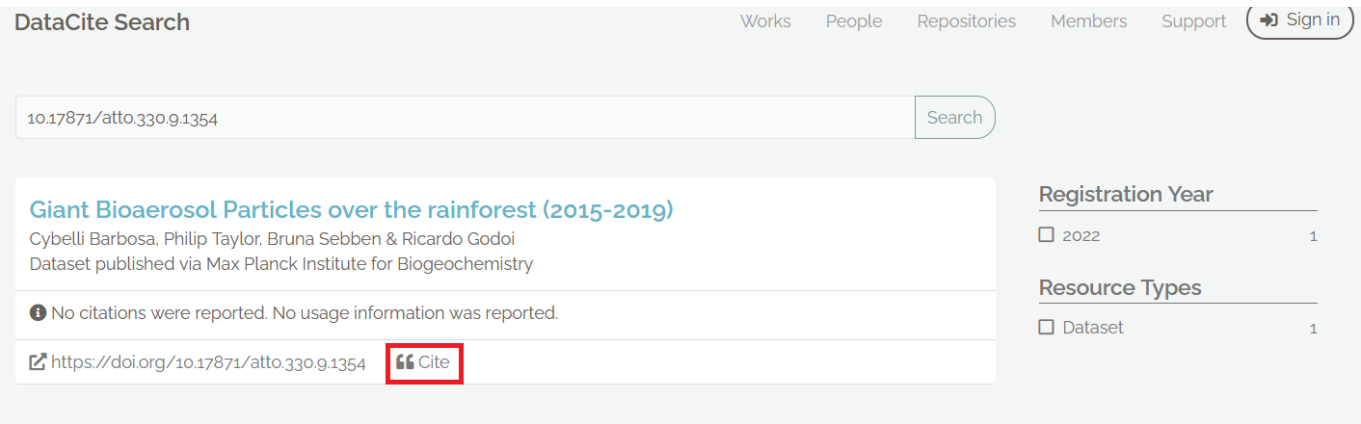 DataCite Search
Works People Repositories Members Support Sign in
10.17871/atto.330.9.1354 Search
Giant Bioaerosol Particles over the rainforest (2015-2019)
Cybelli Barbosa, Philip Taylor, Bruna Sebben & Ricardo Godoi
Dataset published via Max Planck Institute for Biogeochemistry
No citations were reported. No usage information was reported.
https://doi.org/10.17871/atto.330.9.1354 Cite
Registration Year
2022 1
Resource Types
Dataset 1